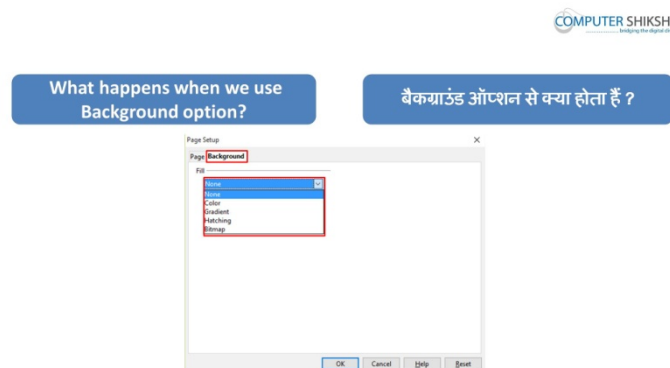 COMPUTER SHIKSH
bridging the digital di
What happens when we use
Background option?
बैकग्राउंड ऑप्शन से क्या होता हैं ?
Page Setup
Page Background
Fill
None
None
Color
Gradient
Hatching
Bitmap
OK Cancel Help Reset